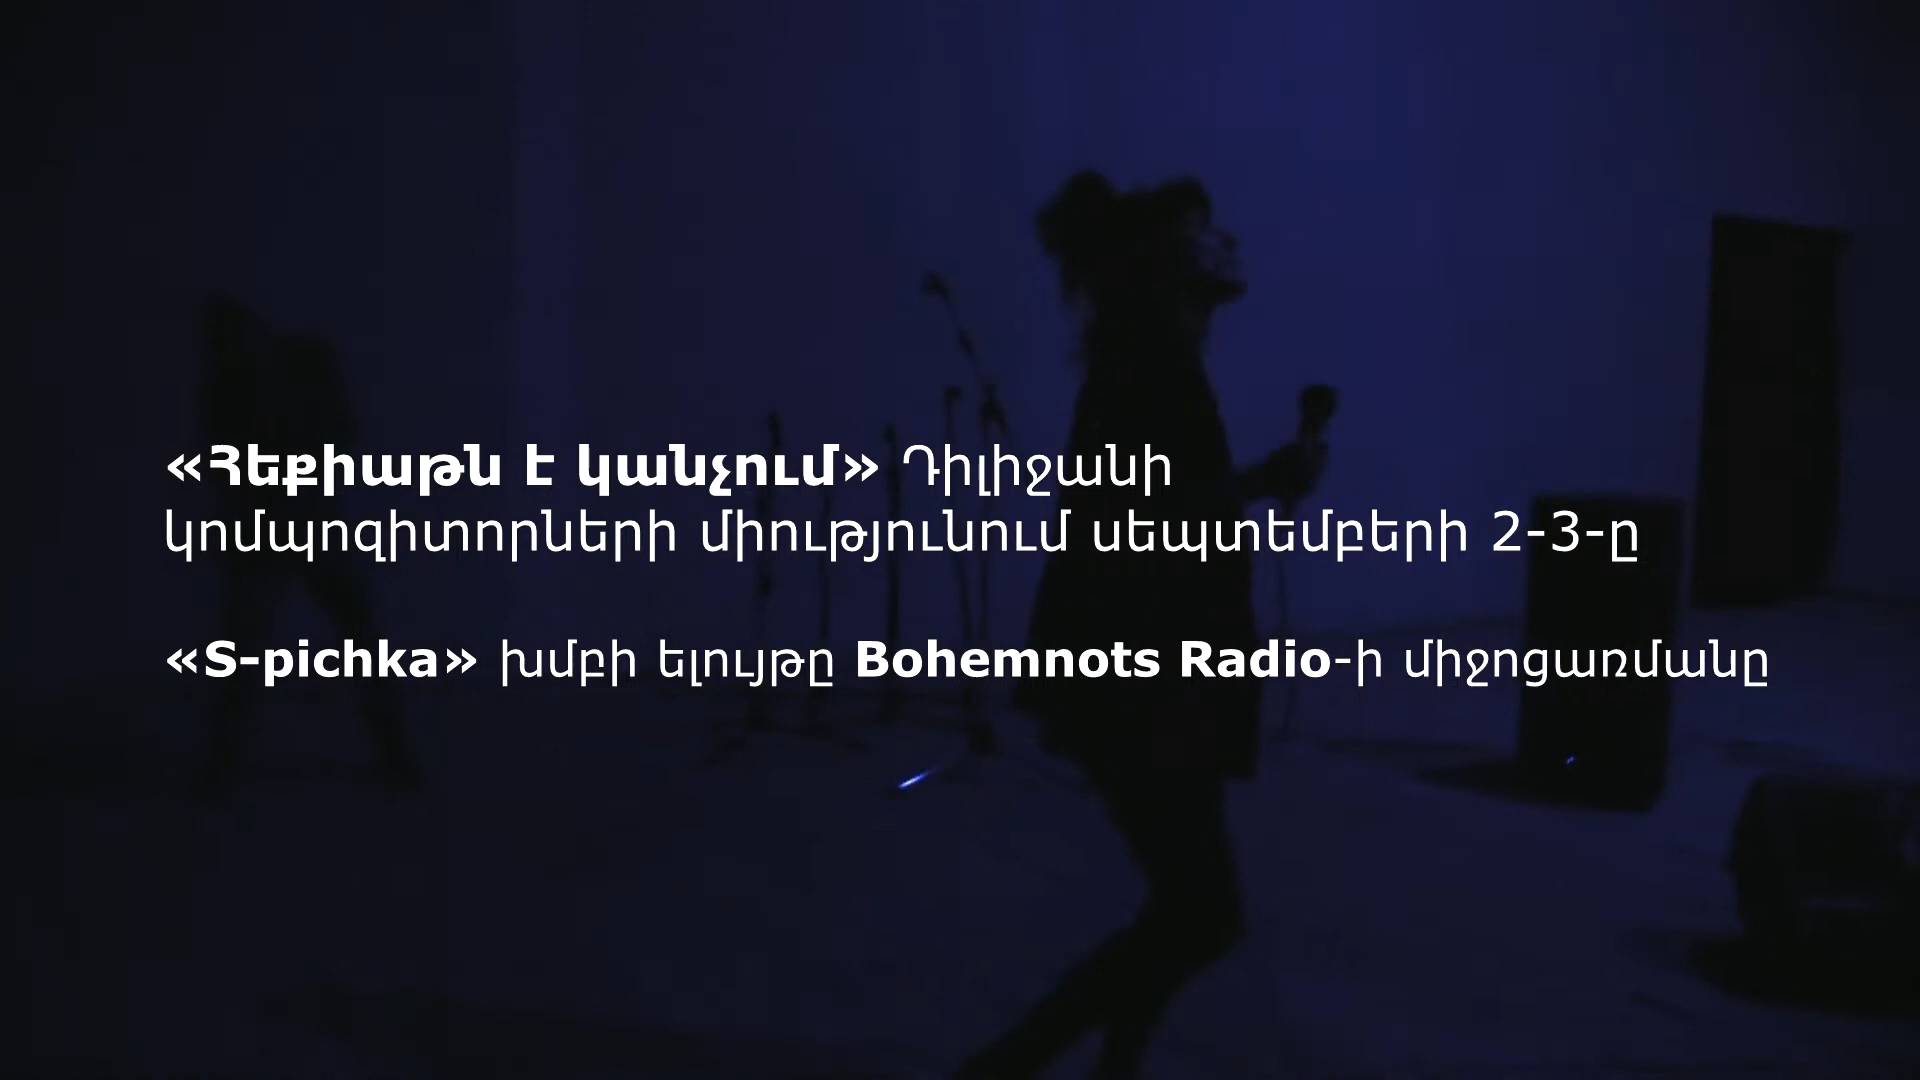 «Հեքիաթն է կանչում» Դիլիջանի
կոմպոզիտորների միությունում սեպտեմբերի 2-3-ը
«S-pichka» խմբի ելույթը Bohemnots Radio-ի միջոցառմանը